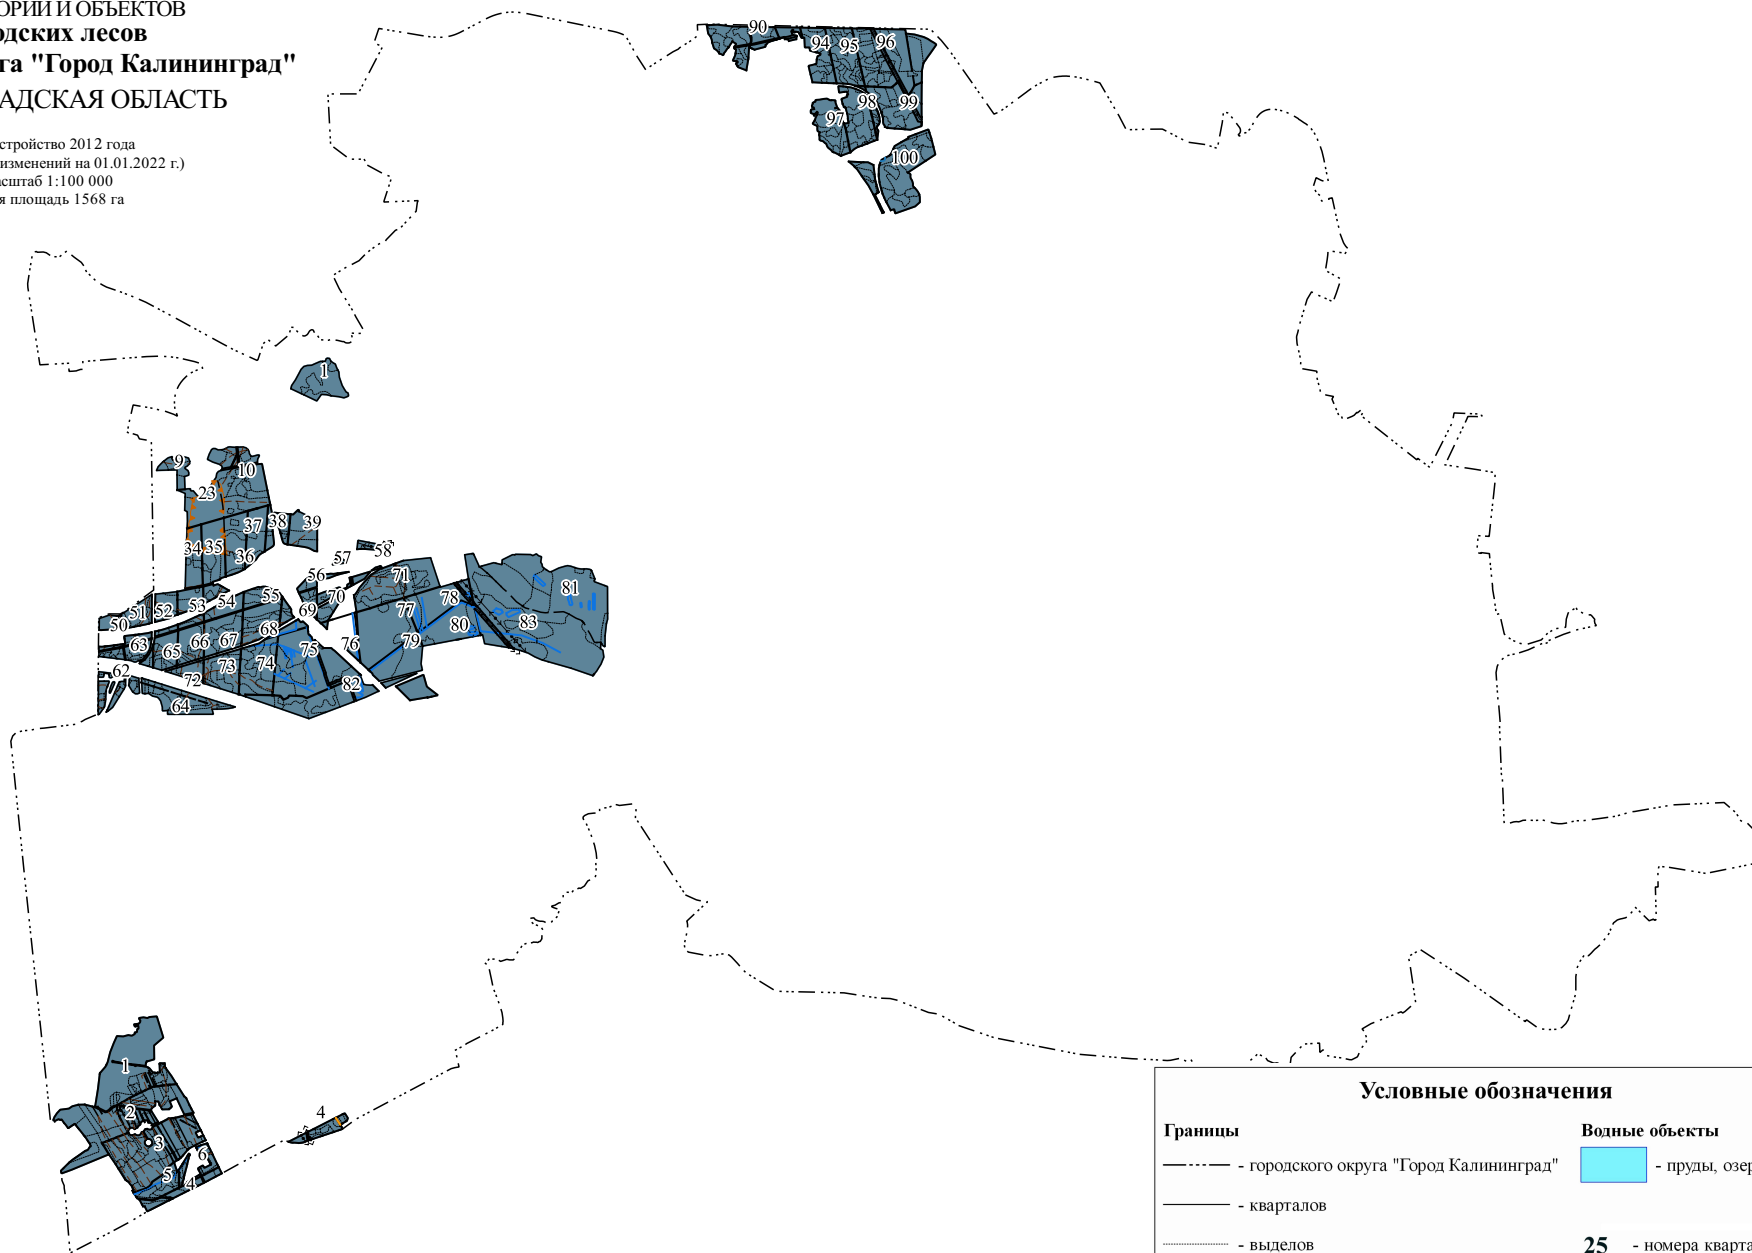 ОРИИ И ОБЪЕКТОВ
одских лесов
га "Город Калининград"
АДСКАЯ ОБЛАСТЬ
стройство 2012 года
изменений на 01.01.2022 г.)
сштаб 1:100 000
я площадь 1568 га
90
94 95 96
97 98 99
100
1
9
10
23
34 35 36 37 38 39
50 51 52 53 54 55
56 57 58
62 63 64 65 66 67 68
69 70 71
72 73 74 75 76
77 78 79 80
81
82
83
1
2
3
4
5
6
4
Условные обозначения
Границы
- городского округа "Город Калининград"
- кварталов
- выделов
Водные объекты
- пруды, озер
25 - номера кварта